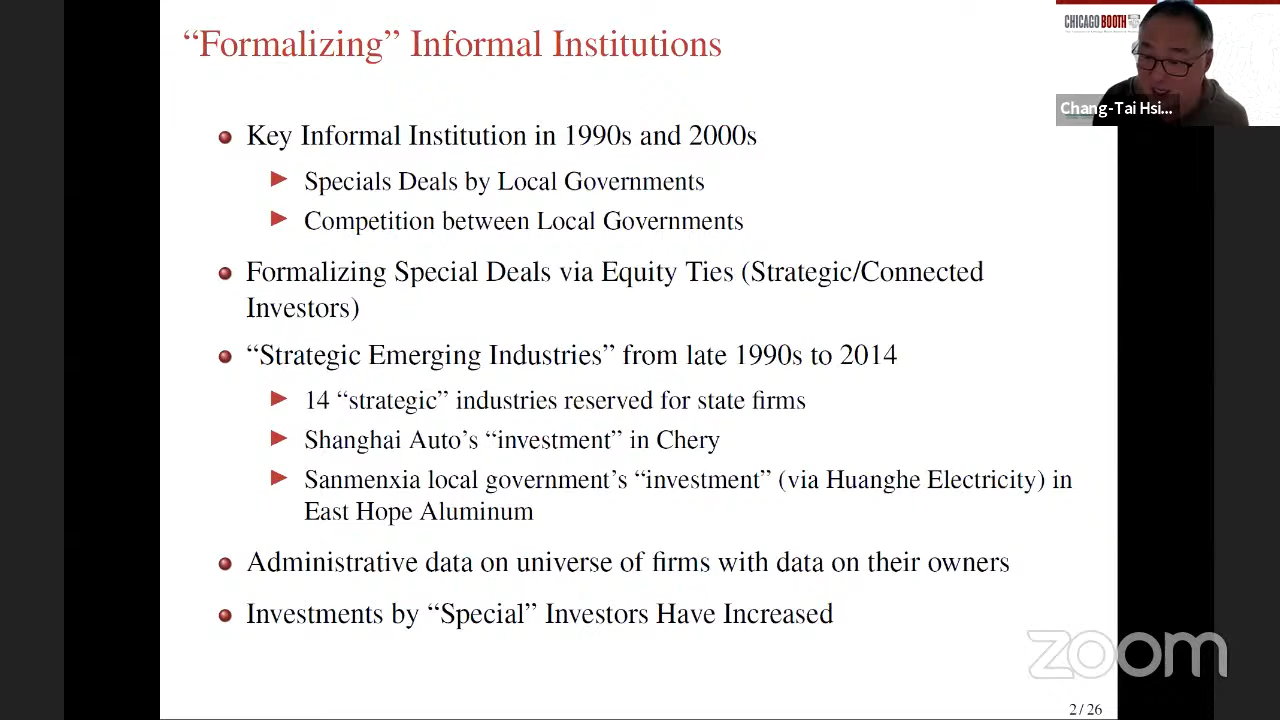 “Formalizing” Informal Institutions
CHICAGO BOOTH
Chang-Tai Hsi...
Key Informal Institution in 1990s and 2000s
Specials Deals by Local Governments
Competition between Local Governments
Formalizing Special Deals via Equity Ties (Strategic/Connected
Investors)
“Strategic Emerging Industries” from late 1990s to 2014
14 “strategic” industries reserved for state firms
Shanghai Auto’s “investment” in Chery
Sanmenxia local government’s “investment” (via Huanghe Electricity) in
East Hope Aluminum
Administrative data on universe of firms with data on their owners
Investments by “Special” Investors Have Increased
zoom
2 / 26